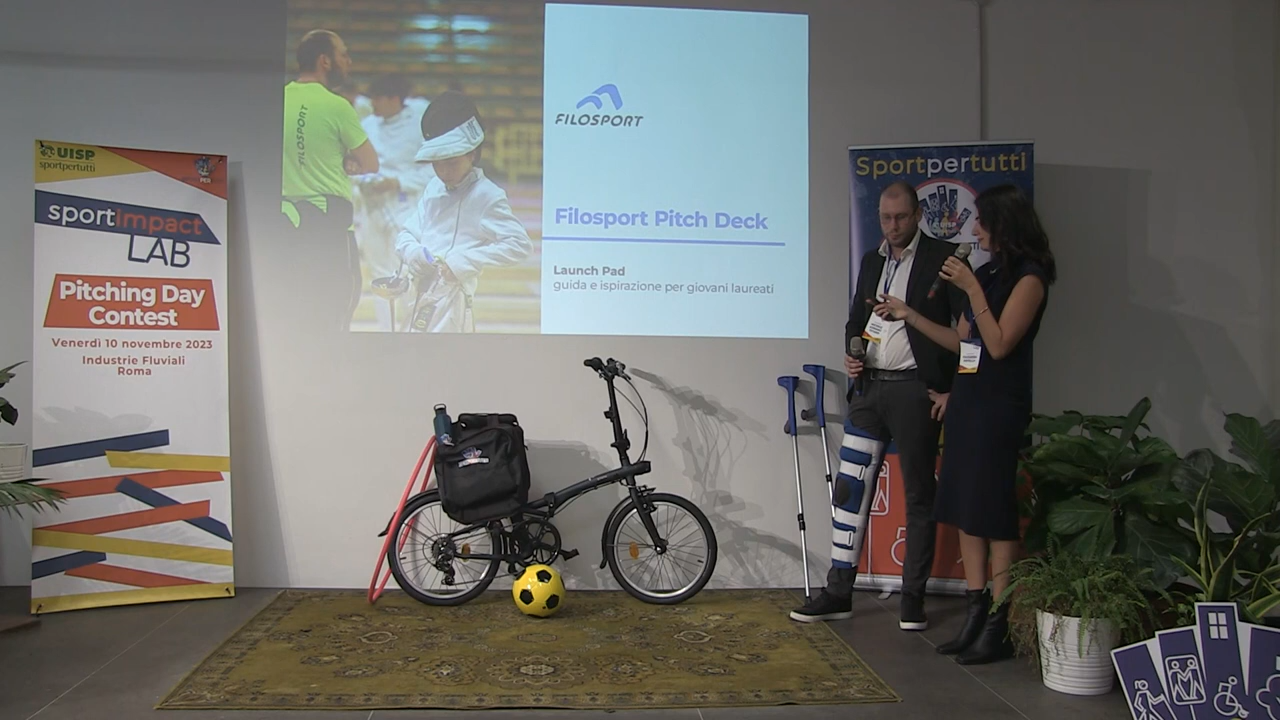 UISP
sportpertutti
sportimpact
LAB
Pitching Day
Contest
Venerdì 10 novembre 2023
Industrie Fluviali
Roma
FILOSPORT
FILOSPORT
Filosport Pitch Deck
Launch Pad
guida e ispirazione per giovani laureati
Sportpertutti